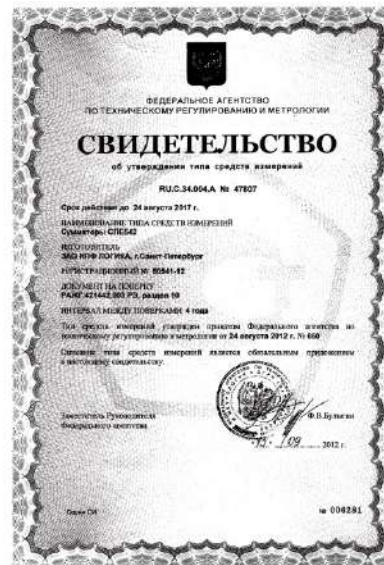 ФЕДЕРАЛЬНОЕ АГЕНТСТВО
ПО ТЕХНИЧЕСКОМУ РЕГУЛИРОВАНИЮ И МЕТРОЛОГИИ
СВИДЕТЕЛЬСТВО
об утверждении типа средств измерений
RU.C.34.004.A № 47807
Срок действия до 24 августа 2017 г.
НАИМЕНОВАНИЕ ТИПА СРЕДСТВ ИЗМЕРЕНИЙ
Сумматоры СПЕ542
ИЗГОТОВИТЕЛЬ
ЗАО НПФ ЛОГИКА, г.Санкт-Петербург
РЕГИСТРАЦИОННЫЙ № 50541-12
ДОКУМЕНТ НА ПОВЕРКУ
РАЖГ.421442.003 РЭ, раздел 10
ИНТЕРВАЛ МЕЖДУ ПОВЕРКАМИ 4 года
Тип средств измерений утвержден приказом Федерального агентства по
техническому регулированию и метрологии от 24 августа 2012 г. № 650
Описание типа средств измерений является обязательным приложением
к настоящему свидетельству.
Заместитель Руководителя
Федерального агентства
Ф.В.Булыгин
09 2012 г.
Серия СИ
№ 006281